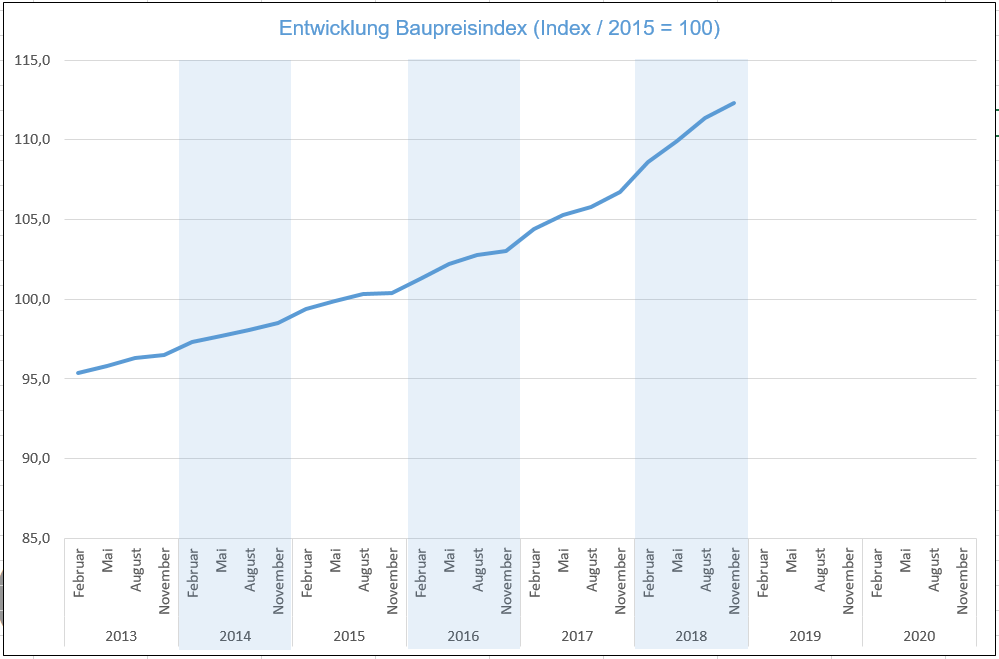 Entwicklung Baupreisindex (Index / 2015 = 100)
115,0
110,0
105,0
100,0
95,0
90,0
85,0
Februar Mai August November Februar Mai August November Februar Mai August November Februar Mai August November Februar Mai August November Februar Mai August November Februar Mai August November Februar Mai August November
2013 2014 2015 2016 2017 2018 2019 2020